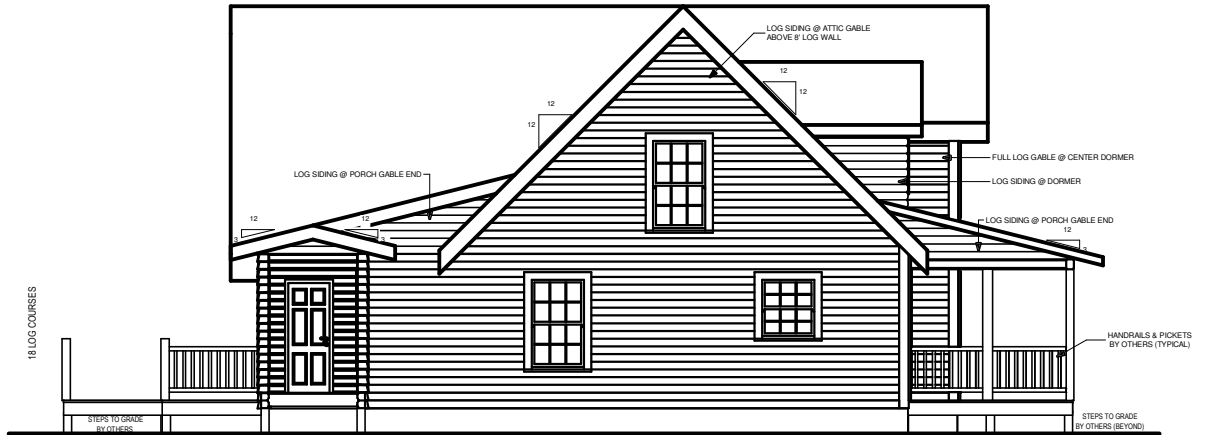 LOG SIDING @ ATTIC GABLE
ABOVE 8' LOG WALL
12
12
12
12
FULL LOG GABLE @ CENTER DORMER
LOG SIDING @ PORCH GABLE END
LOG SIDING @ DORMER
12
3
12
3
LOG SIDING @ PORCH GABLE END
12
3
18 LOG COURSES
HANDRAILS & PICKETS
BY OTHERS (TYPICAL)
STEPS TO GRADE
BY OTHERS
STEPS TO GRADE
BY OTHERS (BEYOND)